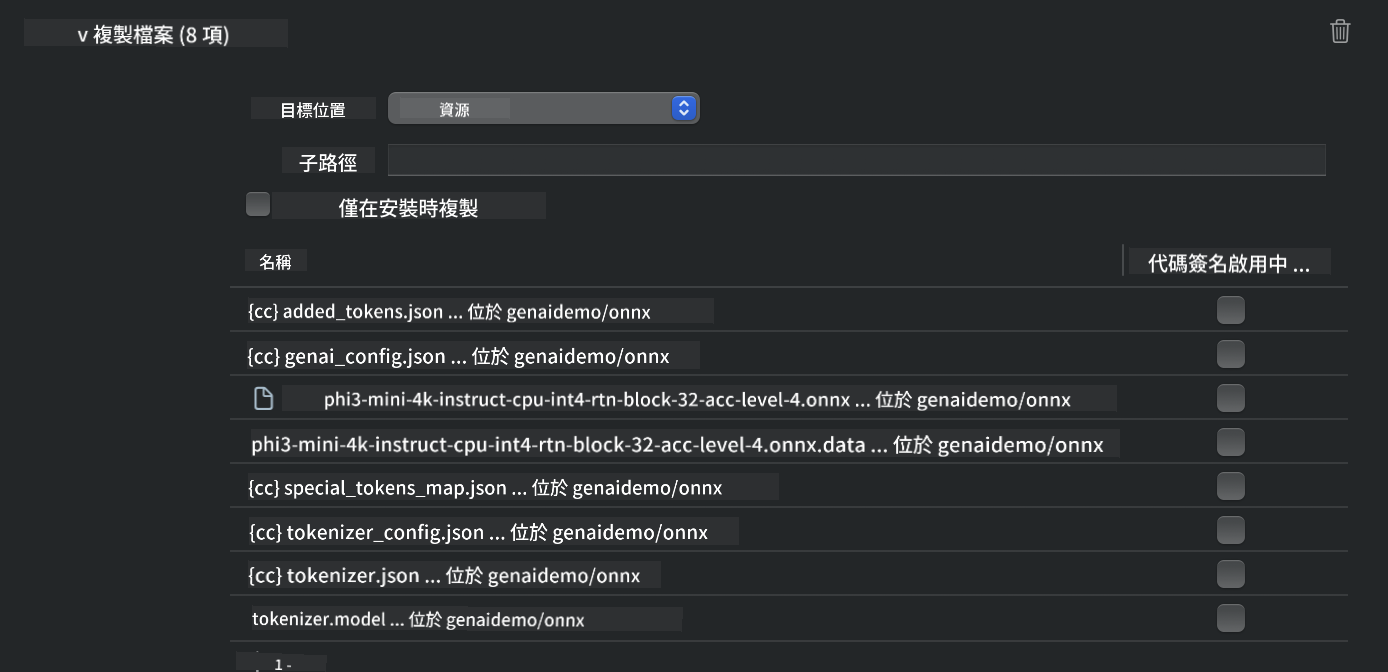 v 複製檔案 (8 項)
目標位置 資源
子路徑
僅在安裝時複製
名稱 代碼簽名啟用中 ...
{cc} added_tokens.json ... 位於 genaidemo/onnx
{cc} genai_config.json ... 位於 genaidemo/onnx
phi3-mini-4k-instruct-cpu-int4-rtn-block-32-acc-level-4.onnx ... 位於 genaidemo/onnx
phi3-mini-4k-instruct-cpu-int4-rtn-block-32-acc-level-4.onnx.data ... 位於 genaidemo/onnx
{cc} special_tokens_map.json ... 位於 genaidemo/onnx
{cc} tokenizer_config.json ... 位於 genaidemo/onnx
{cc} tokenizer.json ... 位於 genaidemo/onnx
tokenizer.model ... 位於 genaidemo/onnx
1 -